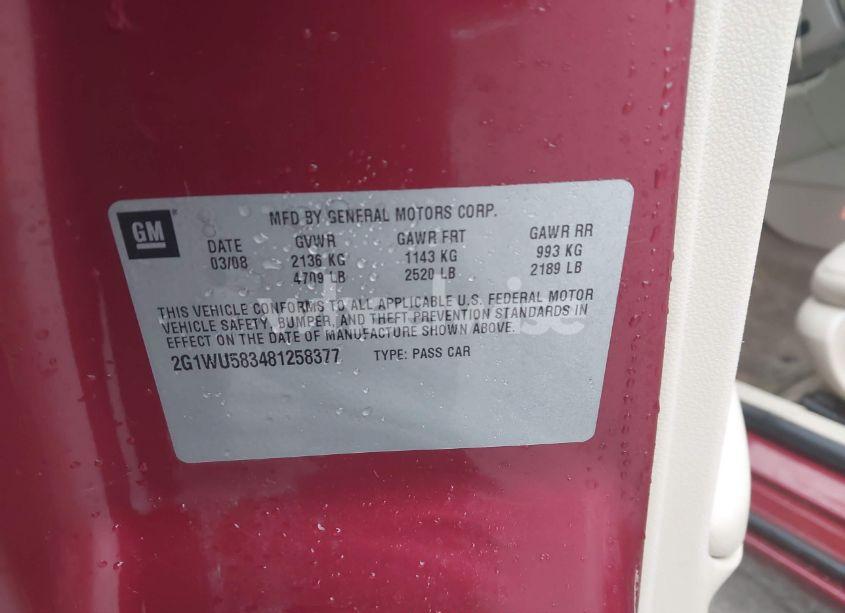 GM
MFD BY GENERAL MOTORS CORP.
DATE GVWR GAWR FRT GAWR RR
03/08 2136 KG 1143 KG 993 KG
4709 LB 2520 LB 2189 LB
THIS VEHICLE CONFORMS TO ALL APPLICABLE U.S. FEDERAL MOTOR
VEHICLE SAFETY, BUMPER, AND THEFT PREVENTION STANDARDS IN
EFFECT ON THE DATE OF MANUFACTURE SHOWN ABOVE.
2G1WU583481258377 TYPE: PASS CAR